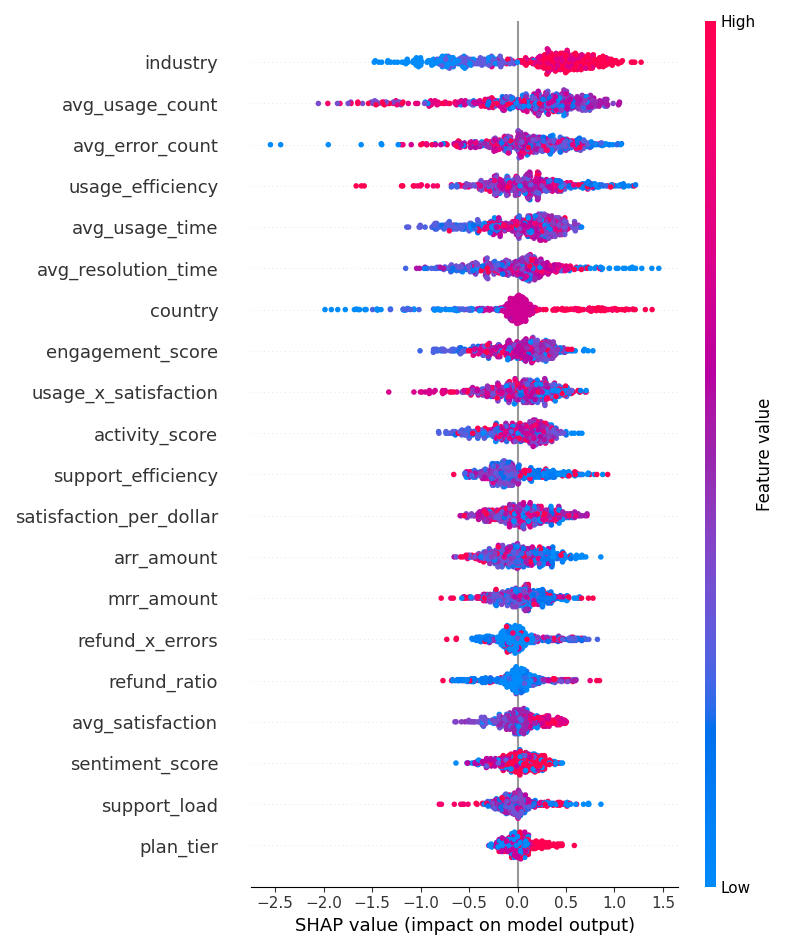 High
industry
avg_usage_count
avg_error_count
usage_efficiency
avg_usage_time
avg_resolution_time
country
engagement_score
usage_x_satisfaction
activity_score
support_efficiency
satisfaction_per_dollar
arr_amount
mrr_amount
refund_x_errors
refund_ratio
avg_satisfaction
sentiment_score
support_load
plan_tier
Feature value
Low
−2.5 −2.0 −1.5 −1.0 −0.5 0.0 0.5 1.0 1.5
SHAP value (impact on model output)